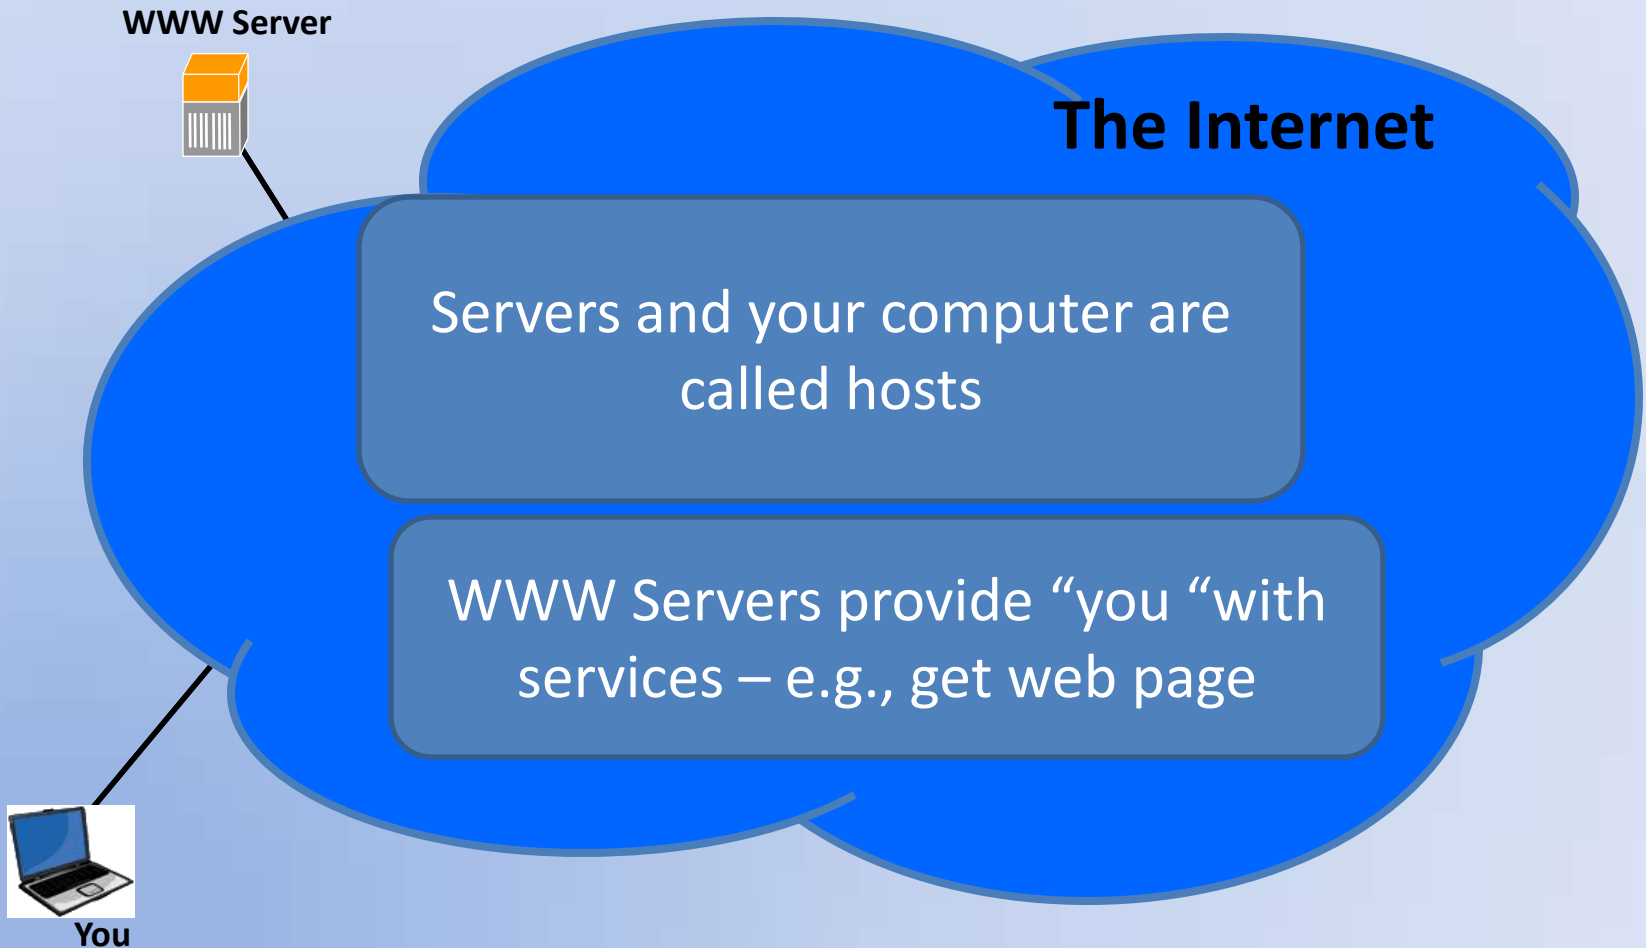 WWW Server
The Internet
Servers and your computer are
called hosts
WWW Servers provide “you “with
services – e.g., get web page
You